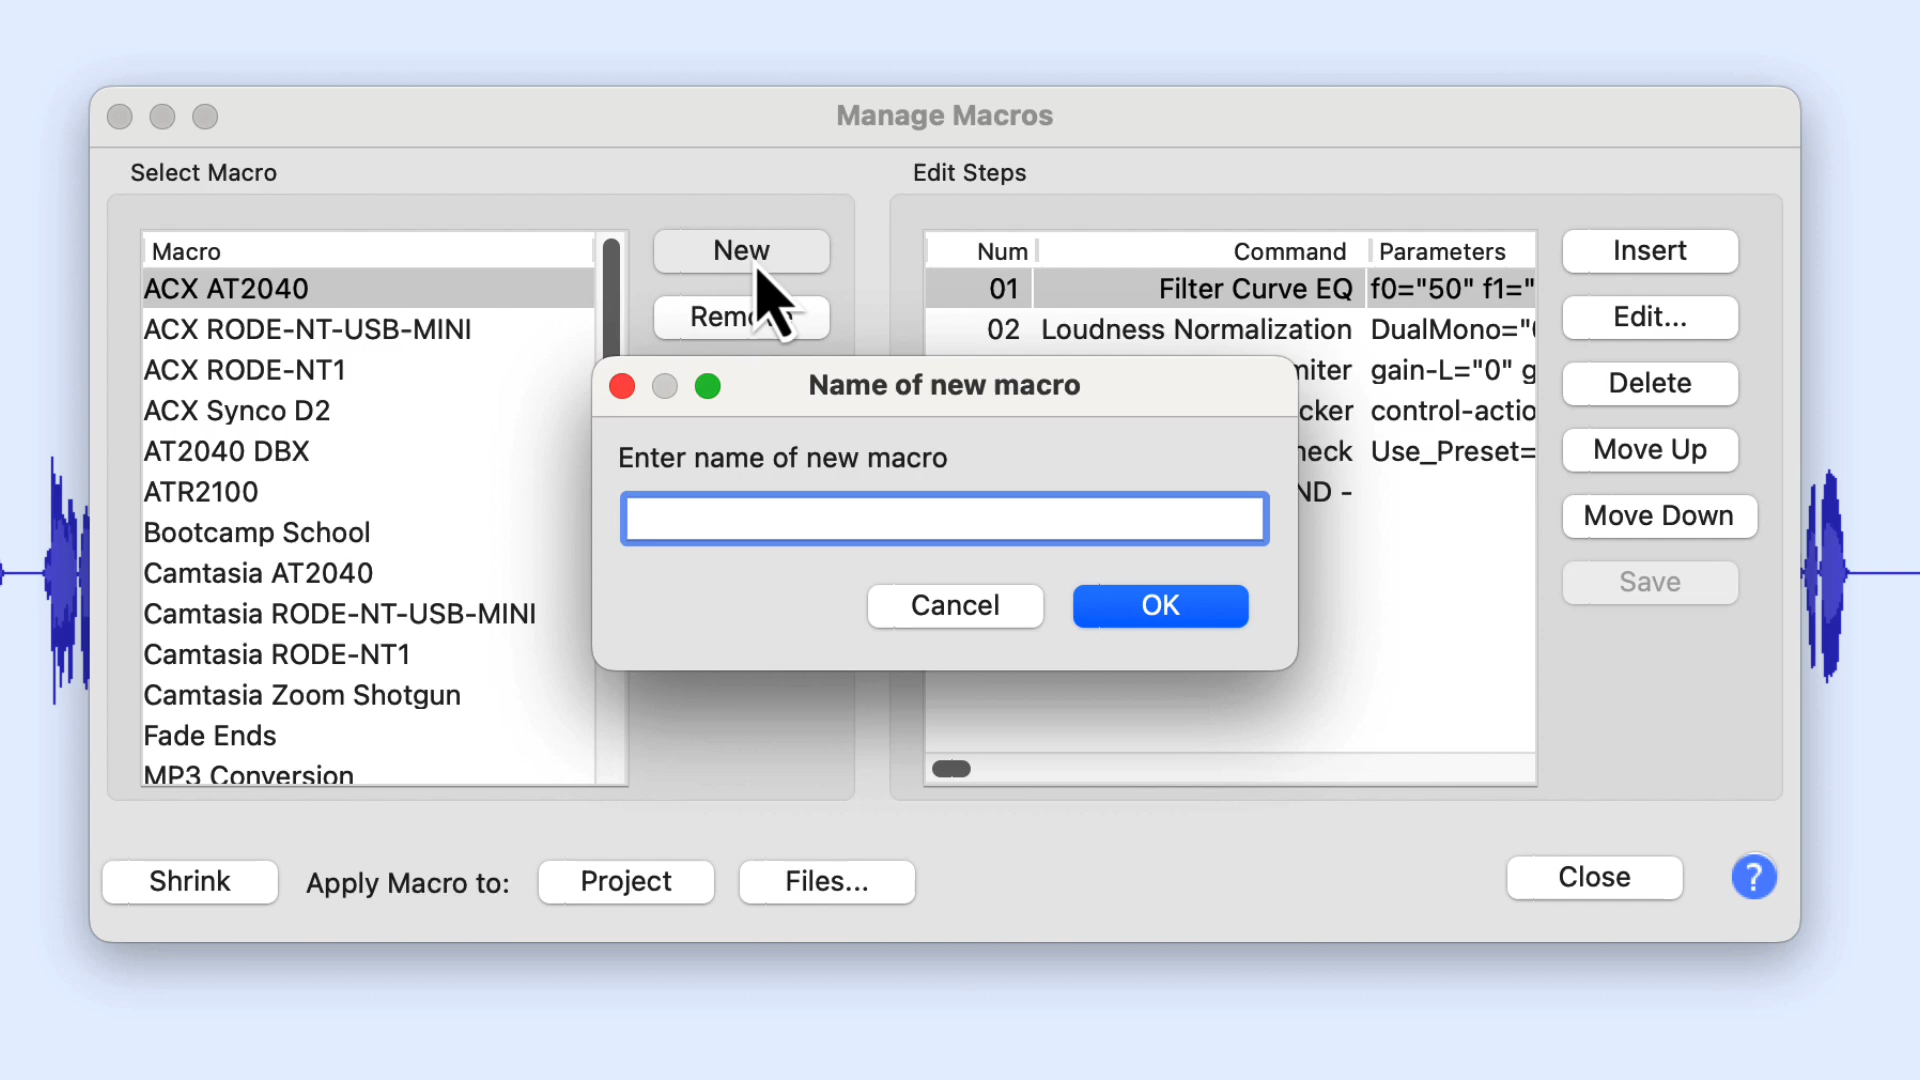 Manage Macros
Select Macro
Macro
ACX AT2040
ACX RODE-NT-USB-MINI
ACX RODE-NT1
ACX Synco D2
AT2040 DBX
ATR2100
Bootcamp School
Camtasia AT2040
Camtasia RODE-NT-USB-MINI
Camtasia RODE-NT1
Camtasia Zoom Shotgun
Fade Ends
MP3 Conversion
New
Edit Steps
Num Command Parameters
01 Filter Curve EQ f0="50" f1="
02 Loudness Normalization DualMono="
miter gain-L="0" g
cker control-actio
heck Use_Preset=
ND -
Insert
Edit...
Delete
Move Up
Move Down
Save
Name of new macro
Enter name of new macro
Cancel OK
Shrink Apply Macro to: Project Files... Close ?